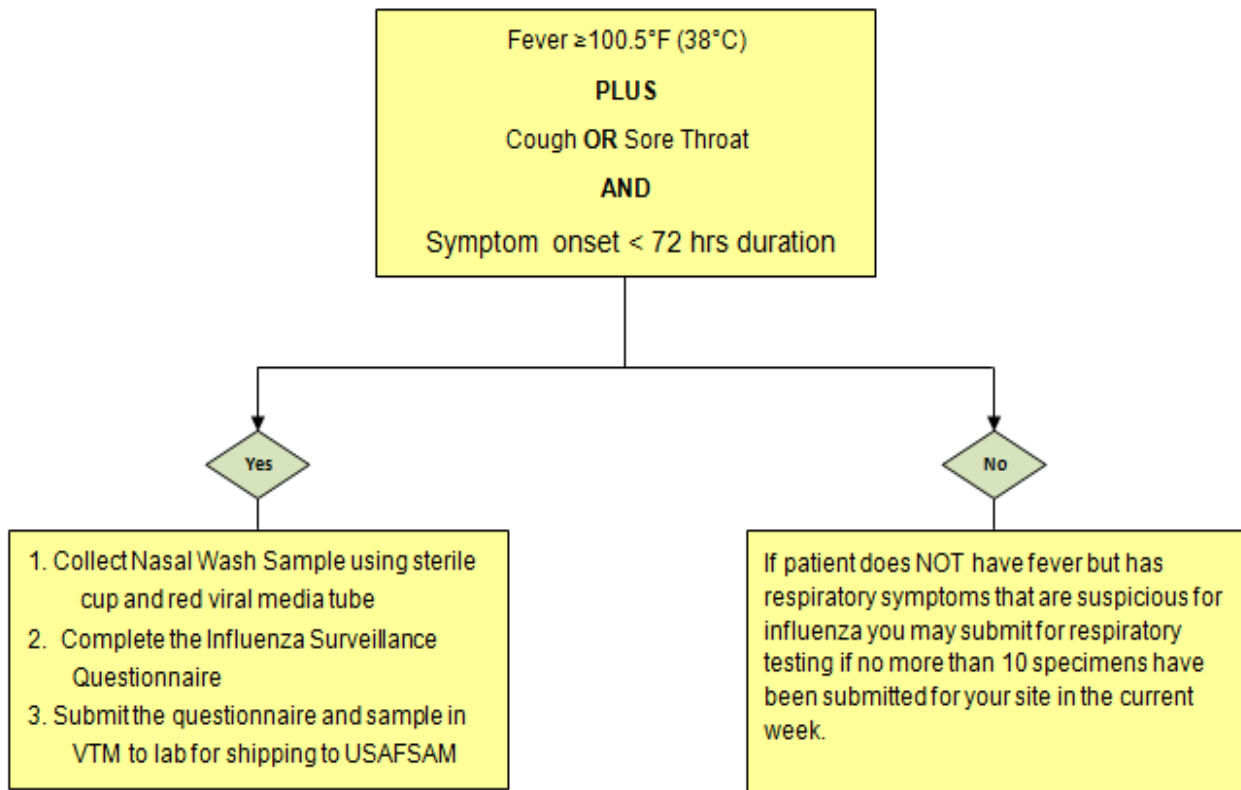 Fever ≥100.5°F (38°C)
PLUS
Cough OR Sore Throat
AND
Symptom onset < 72 hrs duration
Yes
No
1. Collect Nasal Wash Sample using sterile
cup and red viral media tube
2. Complete the Influenza Surveillance
Questionnaire
3. Submit the questionnaire and sample in
VTM to lab for shipping to USAFSAM
If patient does NOT have fever but has
respiratory symptoms that are suspicious for
influenza you may submit for respiratory
testing if no more than 10 specimens have
been submitted for your site in the current
week.